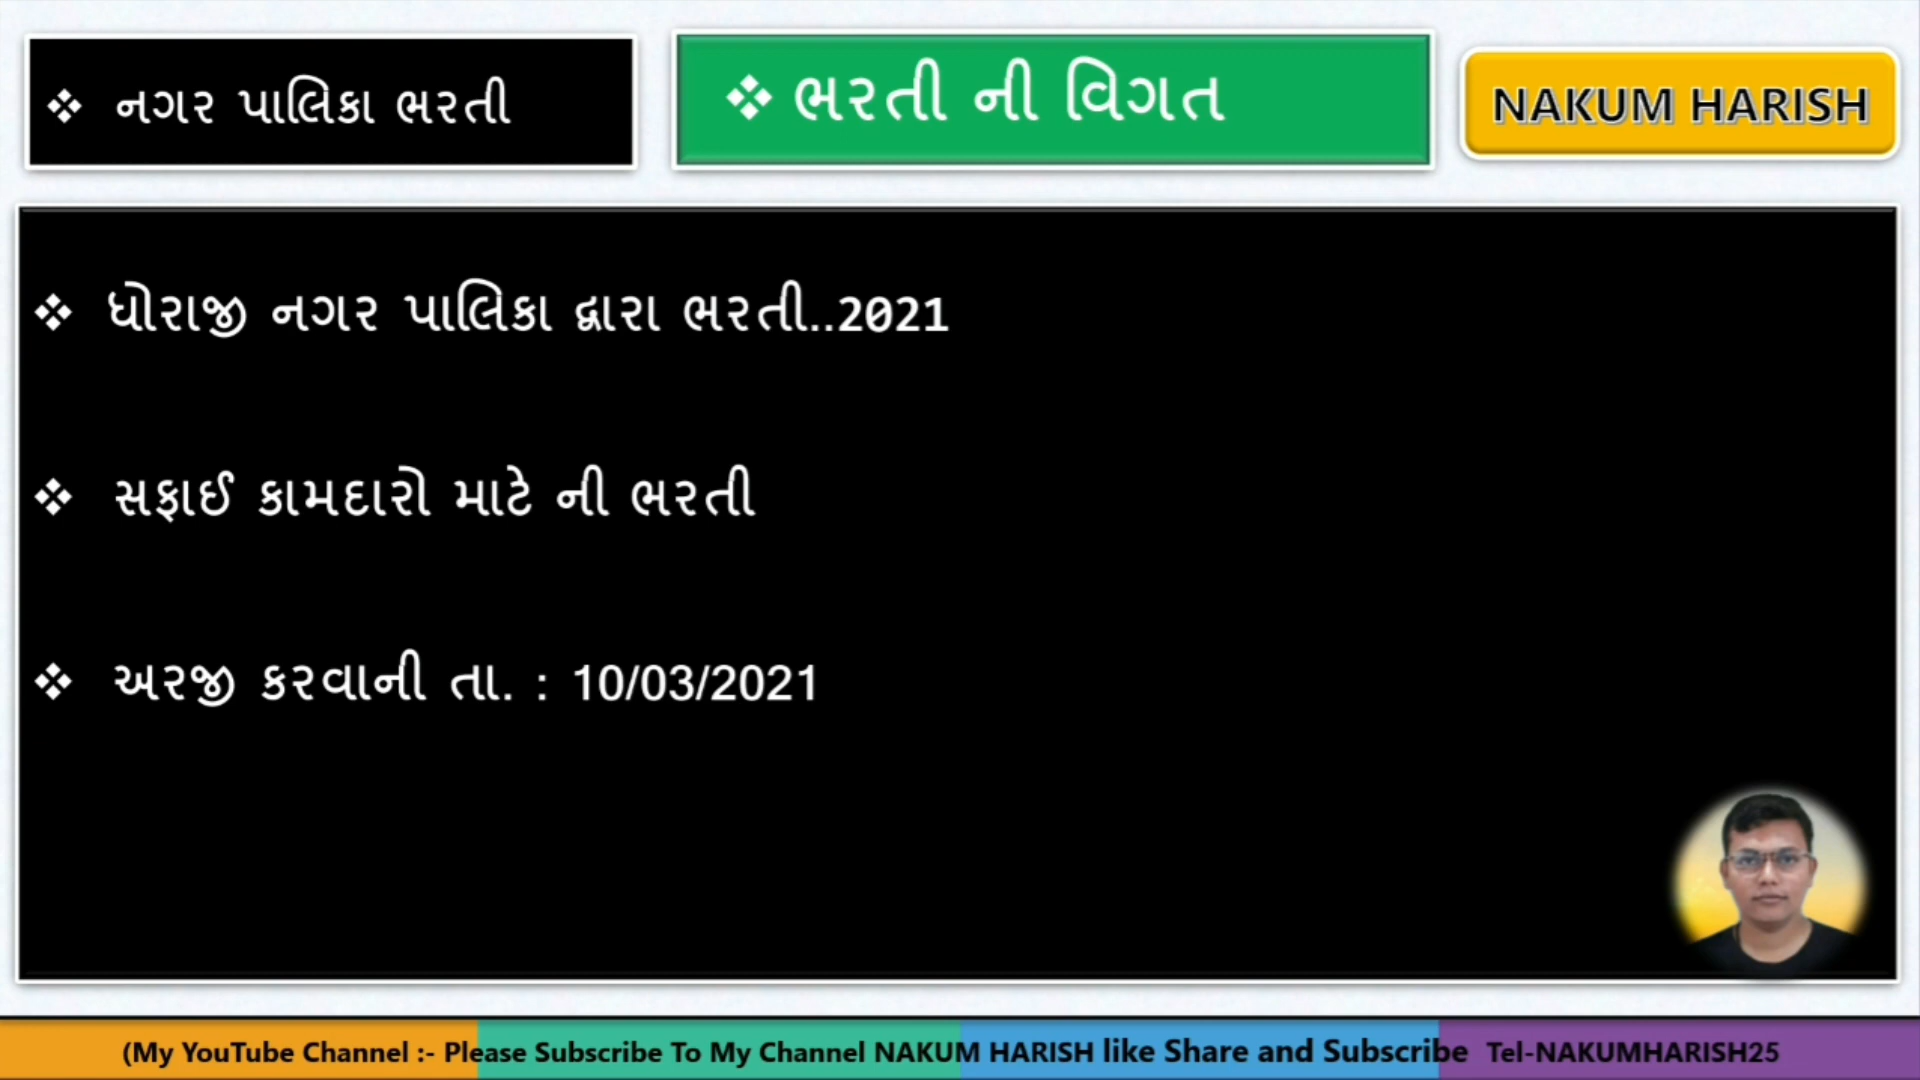 ❖ નગર પાલિકા ભરતી
❖ ભરતી ની વિગત
NAKUM HARISH
❖ ધોરાજી નગર પાલિકા દ્વારા ભરતી..2021
❖ સફાઈ કામદારો માટે ની ભરતી
❖ અરજી કરવાની તા. : 10/03/2021
(My YouTube Channel :- Please Subscribe To My Channel NAKUM HARISH like Share and Subscribe Tel-NAKUMHARISH25